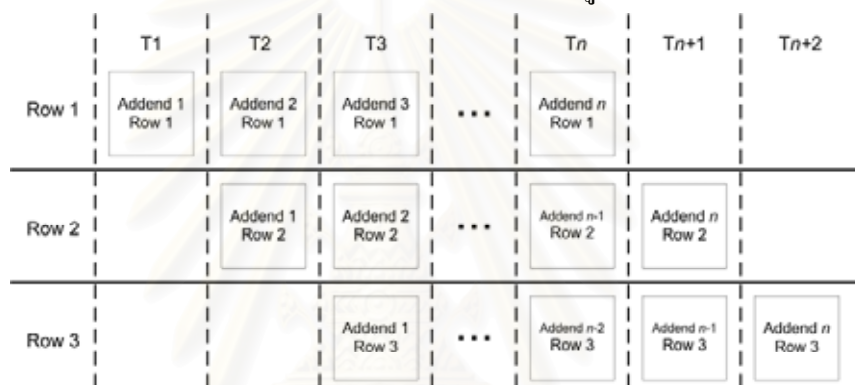 T1 T2 T3 Tn Tn+1 Tn+2
Row 1
Addend 1
Row 1
Addend 2
Row 1
Addend 3
Row 1
...
Addend n
Row 1
Row 2
Addend 1
Row 2
Addend 2
Row 2
...
Addend n-1
Row 2
Addend n
Row 2
Row 3
Addend 1
Row 3
...
Addend n-2
Row 3
Addend n-1
Row 3
Addend n
Row 3